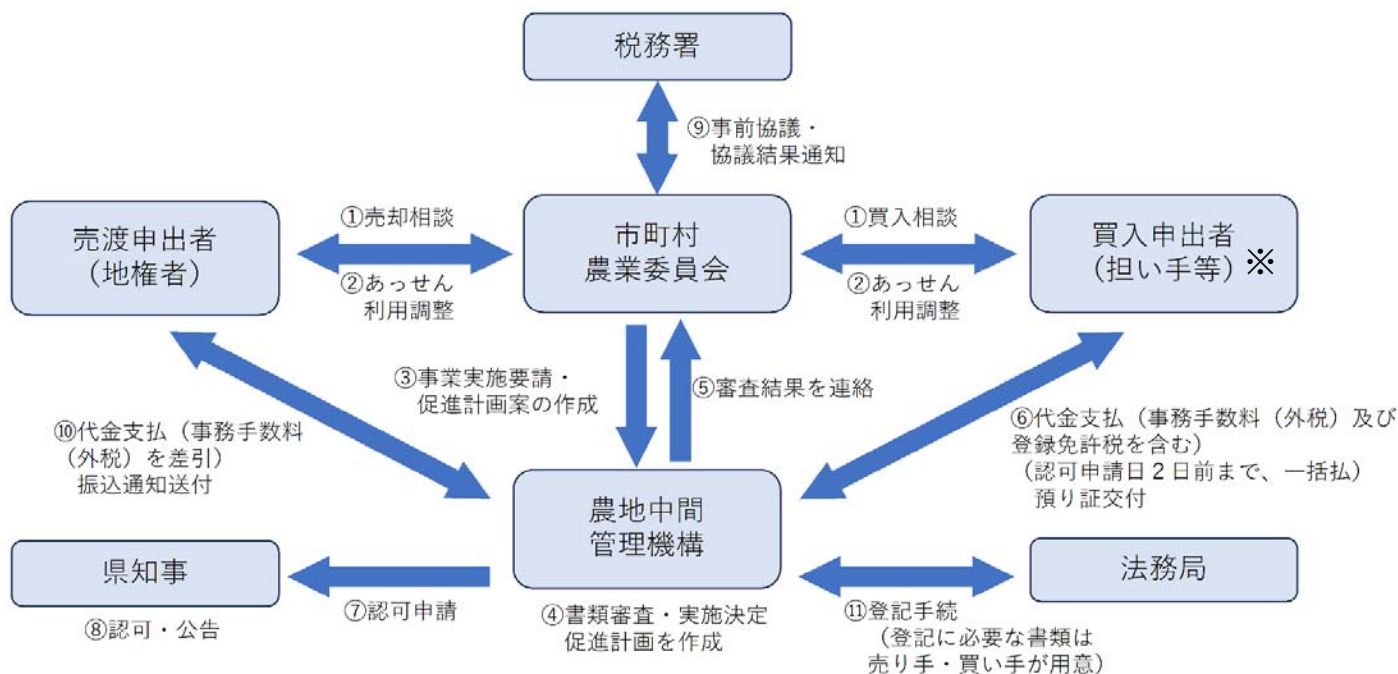 税務署
⑨事前協議・
協議結果通知
売渡申出者
（地権者）
①売却相談
②あっせん
利用調整
市町村
農業委員会
①買入相談
②あっせん
利用調整
買入申出者
（担い手等）※
③事業実施要請・
促進計画案の作成
⑤審査結果を連絡
⑩代金支払（事務手数料
（外税）を差引）
振込通知送付
⑥代金支払（事務手数料（外税）及び
登録免許税を含む）
（認可申請日２日前まで、一括払）
預り証交付
農地中間
管理機構
県知事
⑦認可申請
⑧認可・公告
④書類審査・実施決定
促進計画を作成
法務局
⑪登記手続
（登記に必要な書類は
売り手・買い手が用意）